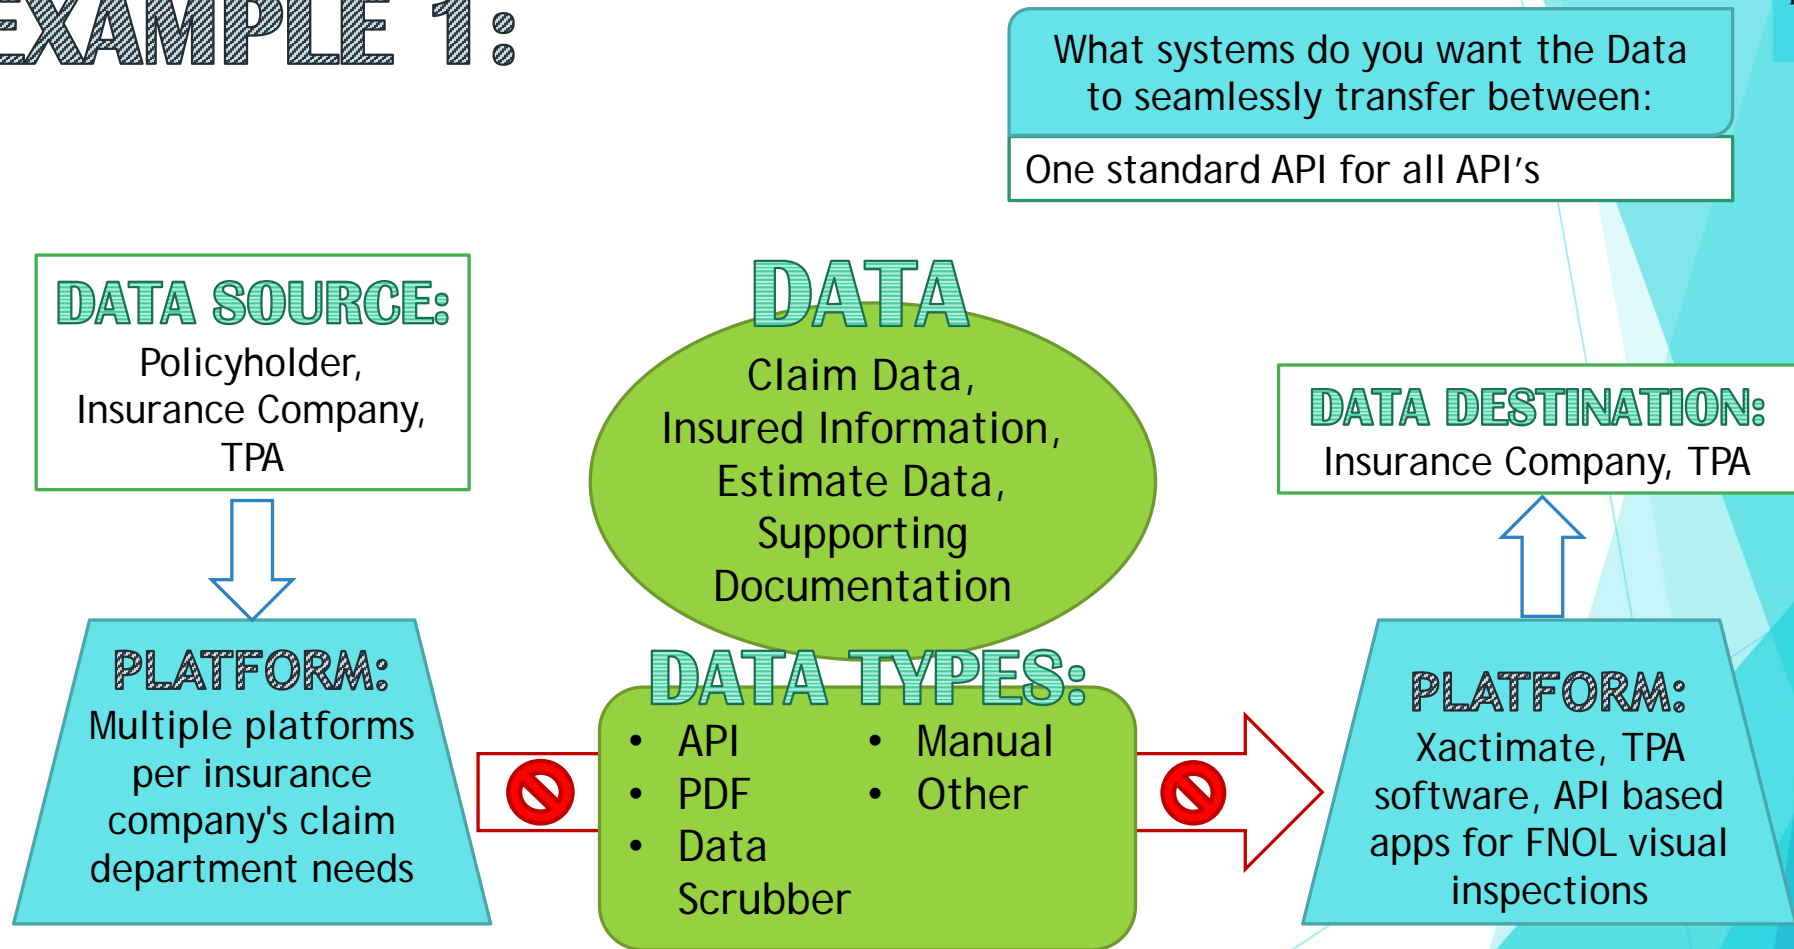 EXAMPLE 1:
What systems do you want the Data
to seamlessly transfer between:
One standard API for all API's
DATA SOURCE:
Policyholder,
Insurance Company,
TPA
DATA
Claim Data,
Insured Information,
Estimate Data,
Supporting
Documentation
DATA DESTINATION:
Insurance Company, TPA
PLATFORM:
Multiple platforms
per insurance
company's claim
department needs
DATA TYPES:
• API
• PDF
• Data
Scrubber
• Manual
• Other
PLATFORM:
Xactimate, TPA
software, API based
apps for FNOL visual
inspections